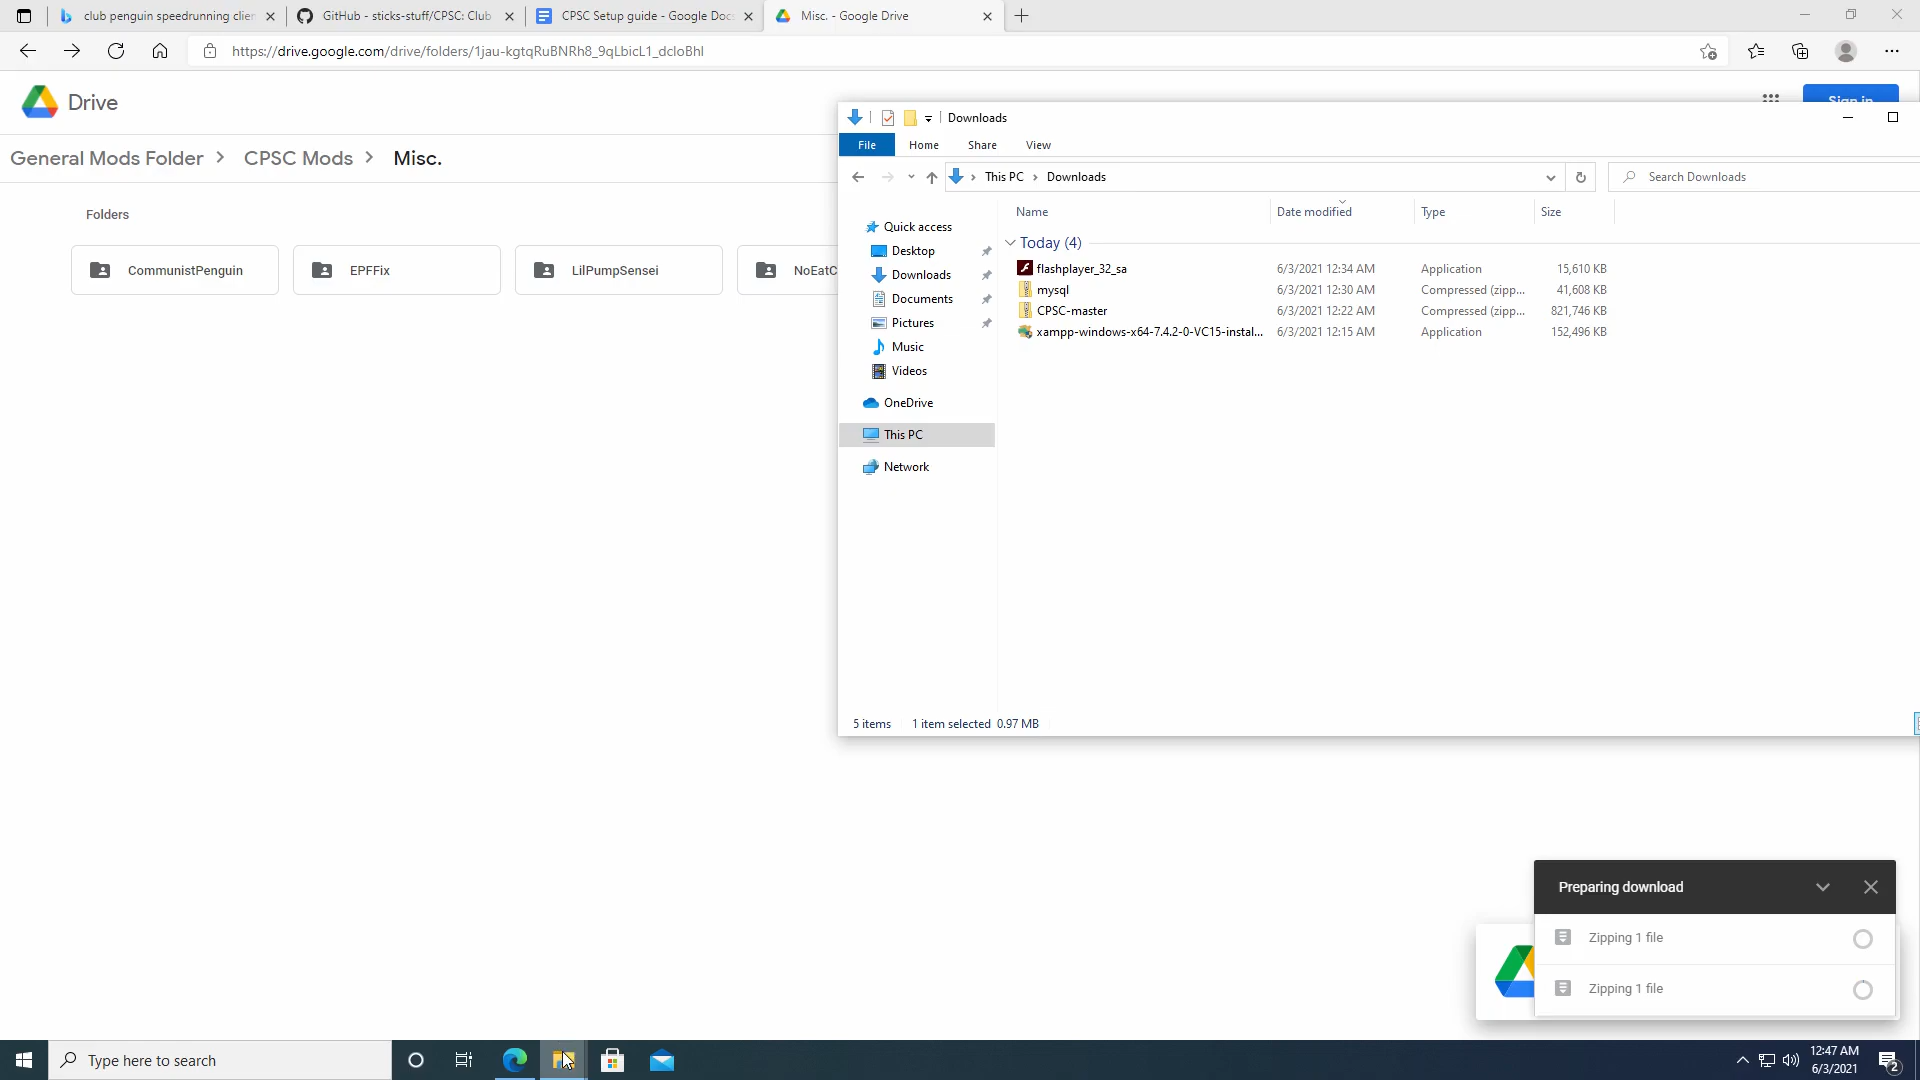 club penguin speedrunning clien
GitHub - sticks-stuff/CPSC: Club
CPSC Setup guide - Google Docs
Misc. - Google Drive
https://drive.google.com/drive/folders/1jau-kgtqRuBNRh8_9qLbicL1_dcIoBhl
Drive
Sign in
General Mods Folder
CPSC Mods
Misc.
Folders
CommunistPenguin
EPFFix
LilPumpSensei
NoEatC
Downloads
File
Home
Share
View
This PC
Downloads
Search Downloads
Name
Date modified
Type
Size
Quick access
Desktop
Downloads
Documents
Pictures
Music
Videos
OneDrive
This PC
Network
Today (4)
flashplayer_32_sa 6/3/2021 12:34 AM Application 15,610 KB
mysql 6/3/2021 12:30 AM Compressed (zipp... 41,608 KB
CPSC-master 6/3/2021 12:22 AM Compressed (zipp... 821,746 KB
xampp-windows-x64-7.4.2-0-VC15-instal... 6/3/2021 12:15 AM Application 152,496 KB
5 items 1 item selected 0.97 MB
Preparing download
Zipping 1 file
Zipping 1 file
Type here to search
12:47 AM
6/3/2021
2